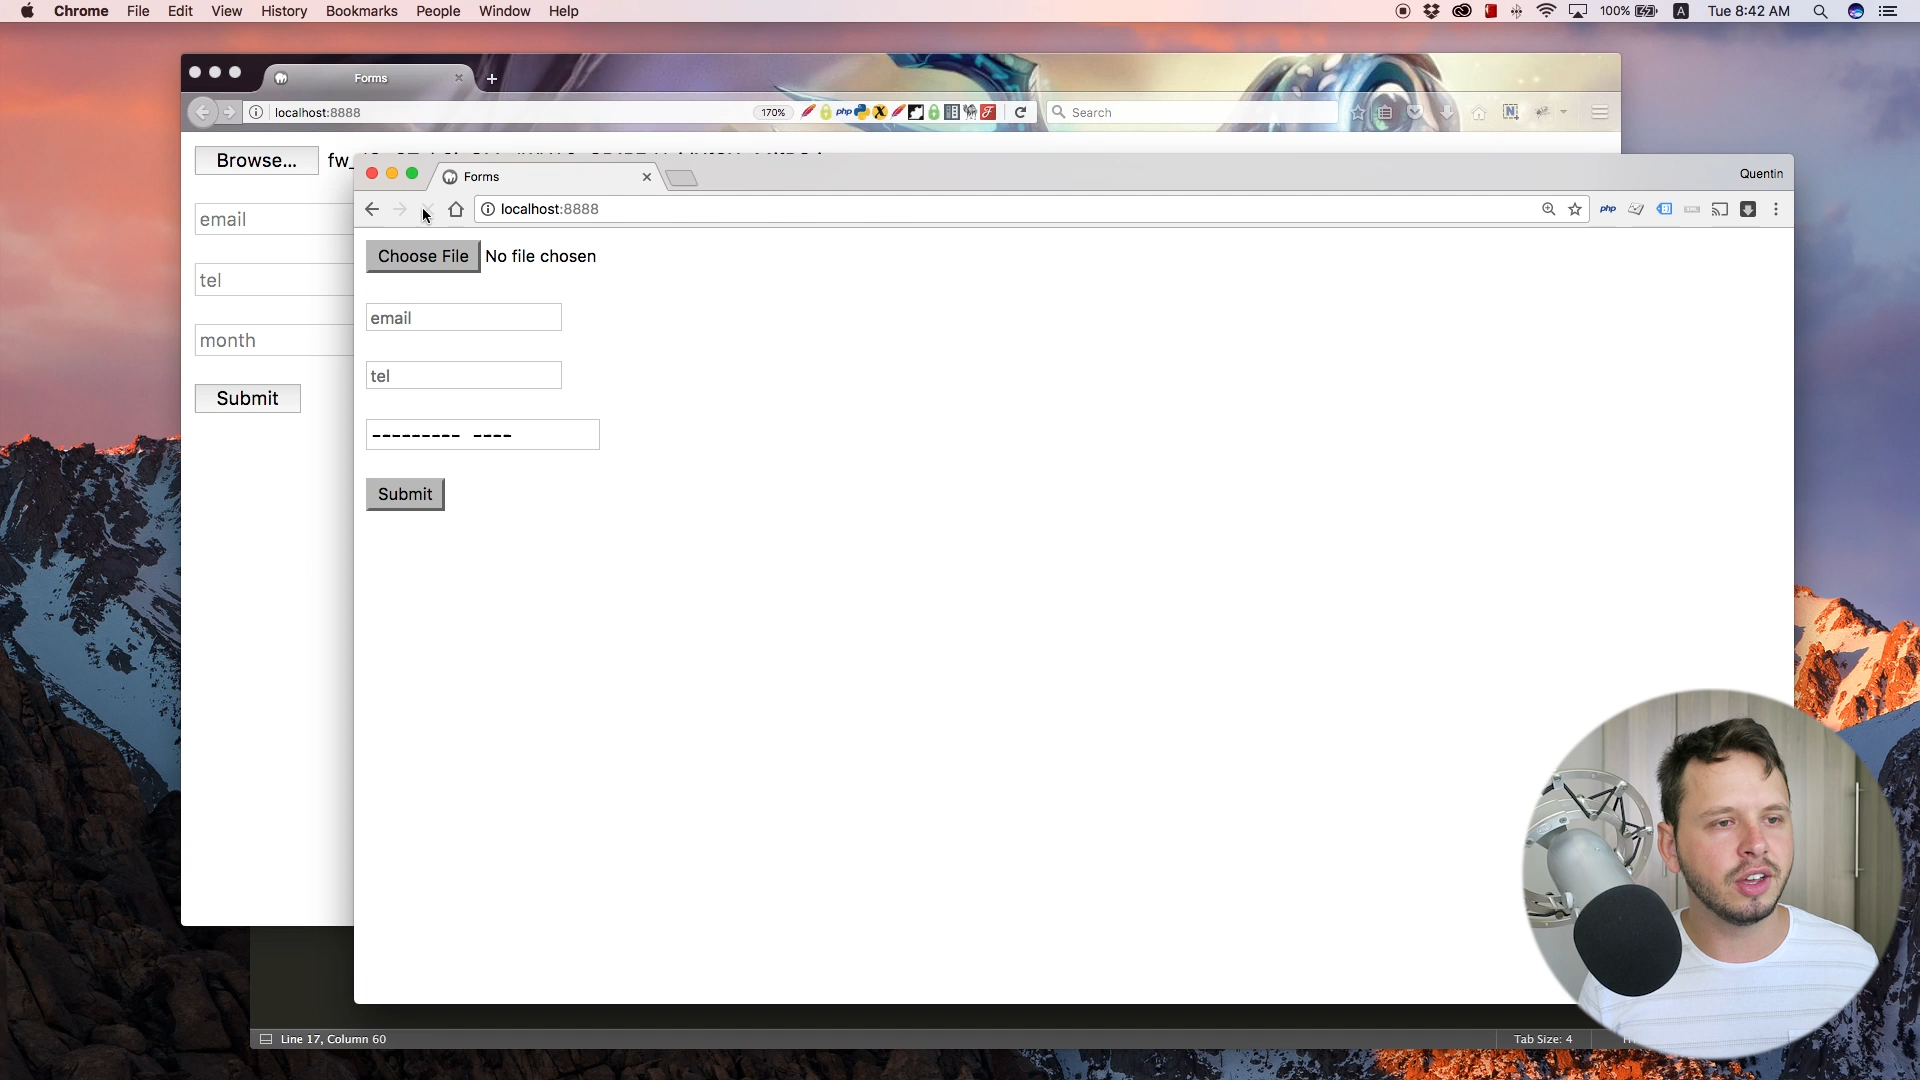 Chrome File Edit View History Bookmarks People Window Help
100% A Tue 8:42 AM
Forms
localhost:8888
170% php
Search
Browse...
email
tel
month
Submit
Forms
Quentin
localhost:8888
php
Choose File No file chosen
email
tel
--------- ----
Submit
Line 17, Column 60
Tab Size: 4